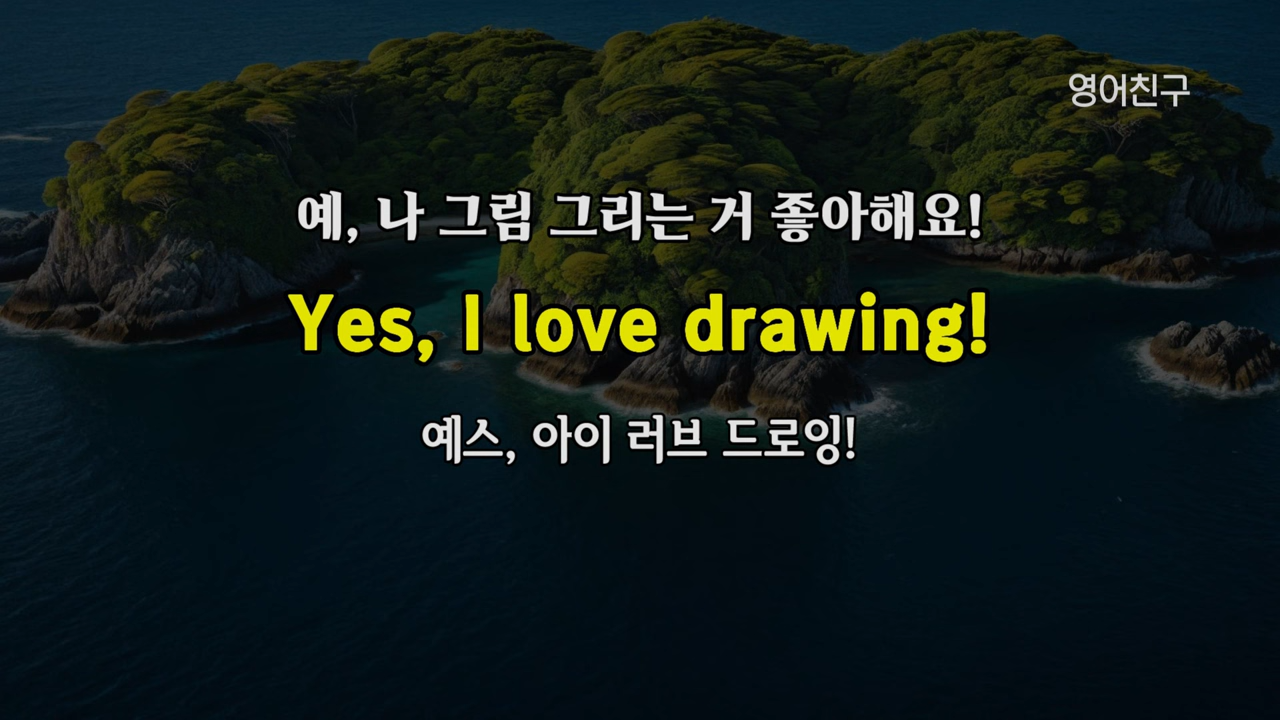 영어친구
예, 나 그림 그리는 거 좋아해요!
Yes, I love drawing!
예스, 아이 러브 드로잉!